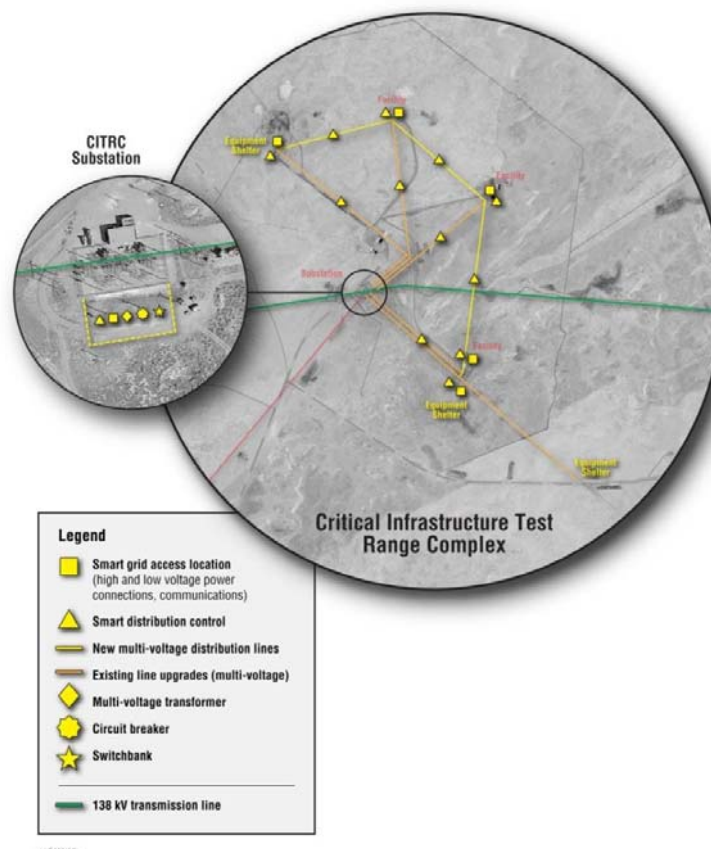 CITRC
Substation
Facility
Equipment
Shelter
Facility
Substation
Facility
Equipment
Shelter
Equipment
Shelter
Critical Infrastructure Test
Range Complex
Legend
Smart grid access location
(high and low voltage power
connections, communications)
Smart distribution control
New multi-voltage distribution lines
Existing line upgrades (multi-voltage)
Multi-voltage transformer
Circuit breaker
Switchbank
138 kV transmission line